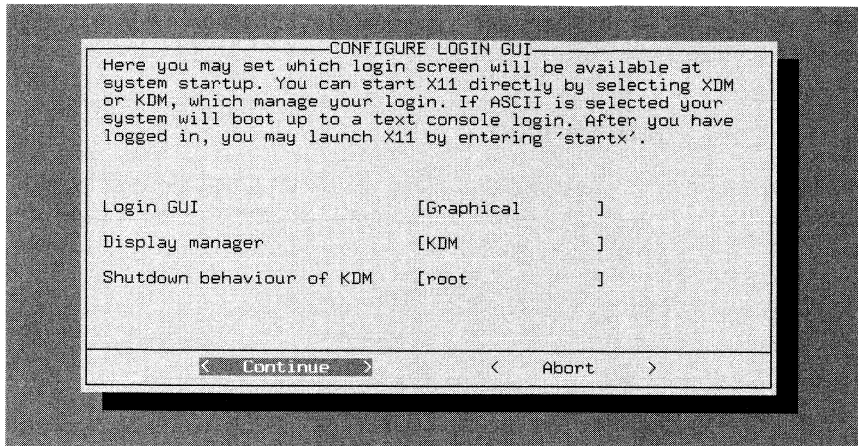 CONFIGURE LOGIN GUI
Here you may set which login screen will be available at
system startup. You can start X11 directly by selecting XDM
or KDM, which manage your login. If ASCII is selected your
system will boot up to a text console login. After you have
logged in, you may launch X11 by entering 'startx'.
Login GUI [Graphical ]
Display manager [KDM ]
Shutdown behaviour of KDM [root ]
< Continue > < Abort >